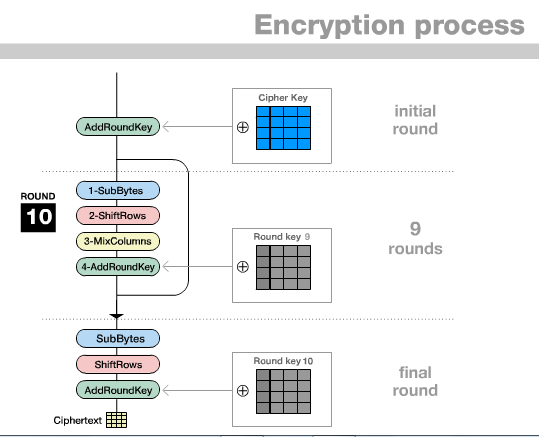 Encryption process
Cipher Key
AddRoundKey
initial
round
ROUND
10
1-SubBytes
2-ShiftRows
3-MixColumns
4-AddRoundKey
Round key 9
9
rounds
SubBytes
ShiftRows
AddRoundKey
Round key 10
final
round
Ciphertext